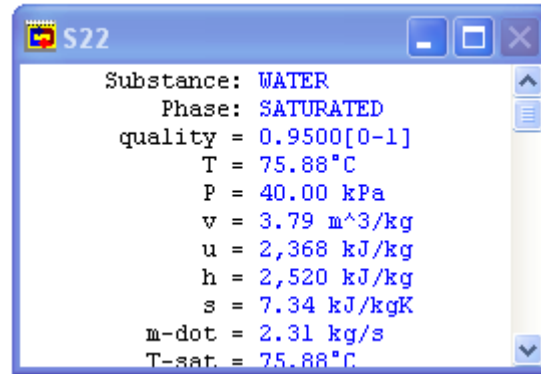 S22
Substance: WATER
Phase: SATURATED
quality = 0.9500[0-1]
T = 75.88°C
P = 40.00 kPa
v = 3.79 m^3/kg
u = 2,368 kJ/kg
h = 2,520 kJ/kg
s = 7.34 kJ/kgK
m-dot = 2.31 kg/s
T-sat = 75.88°C